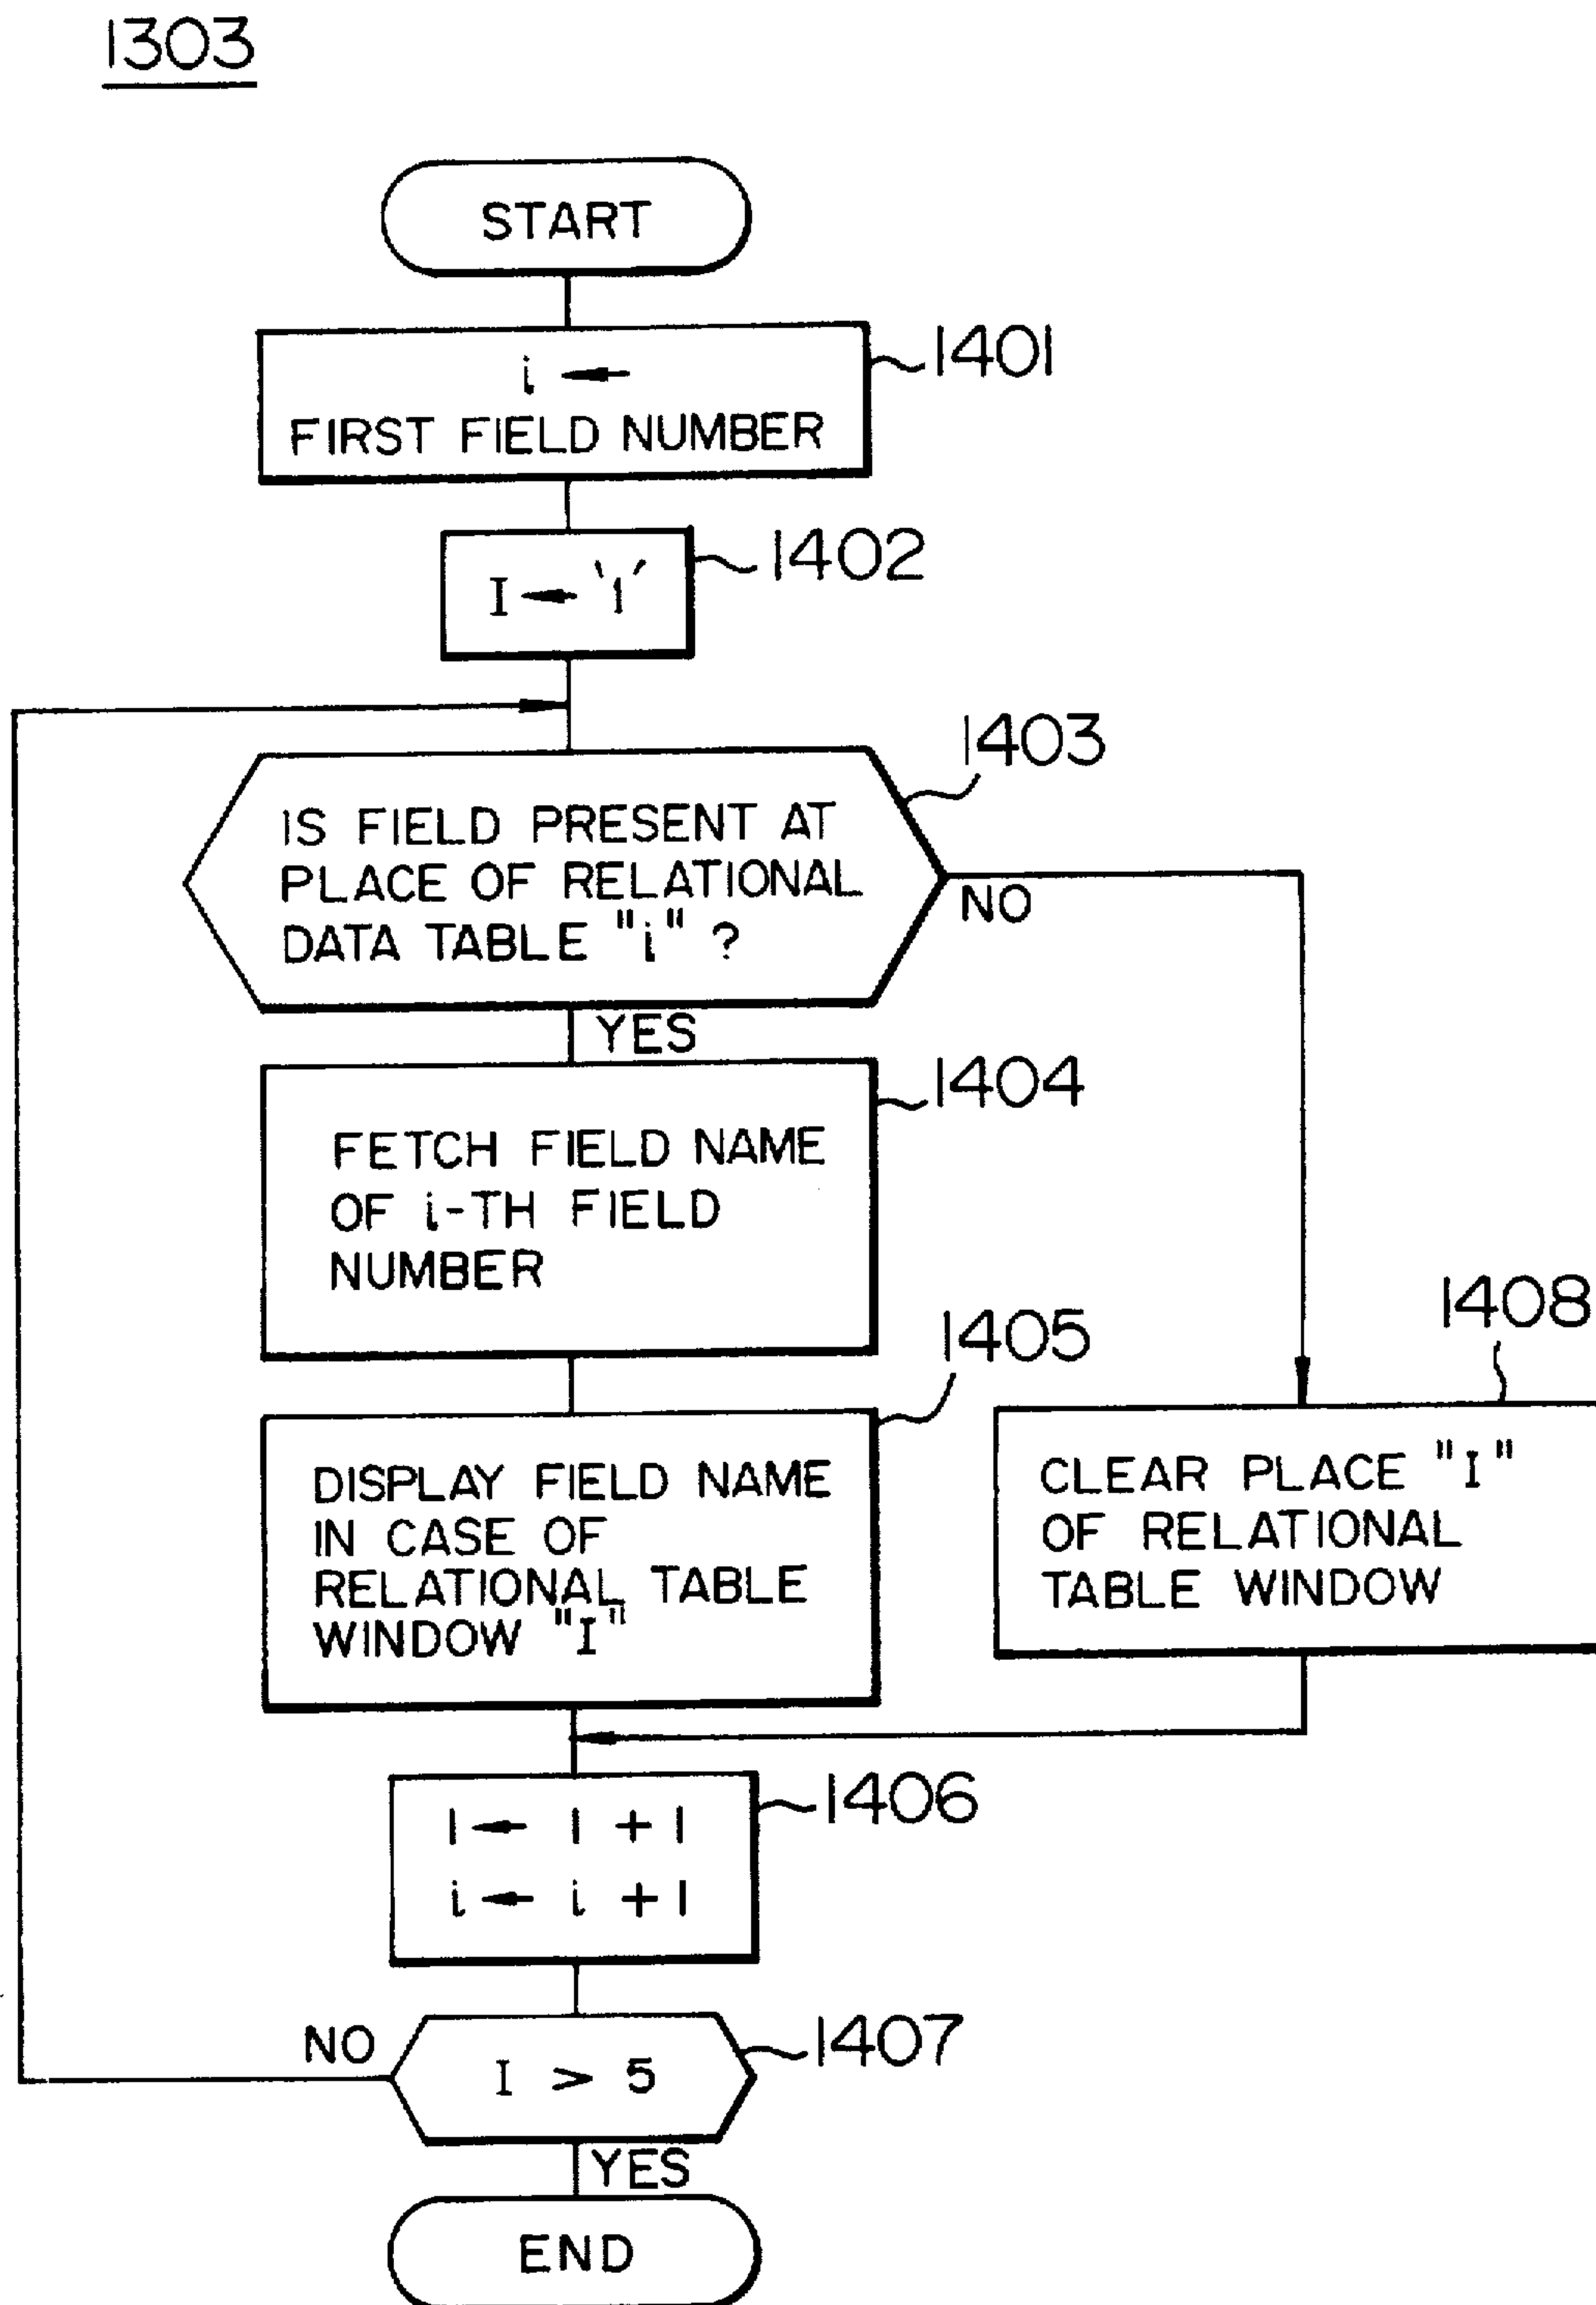 1303
START
i ←
FIRST FIELD NUMBER
1401
I ← '1'
1402
IS FIELD PRESENT AT
PLACE OF RELATIONAL
DATA TABLE "i" ?
1403
NO
YES
FETCH FIELD NAME
OF i-TH FIELD
NUMBER
1404
DISPLAY FIELD NAME
IN CASE OF
RELATIONAL TABLE
WINDOW "I"
1405
CLEAR PLACE "I"
OF RELATIONAL
TABLE WINDOW
1408
I ← I + 1
i ← i + 1
1406
NO
I > 5
1407
YES
END